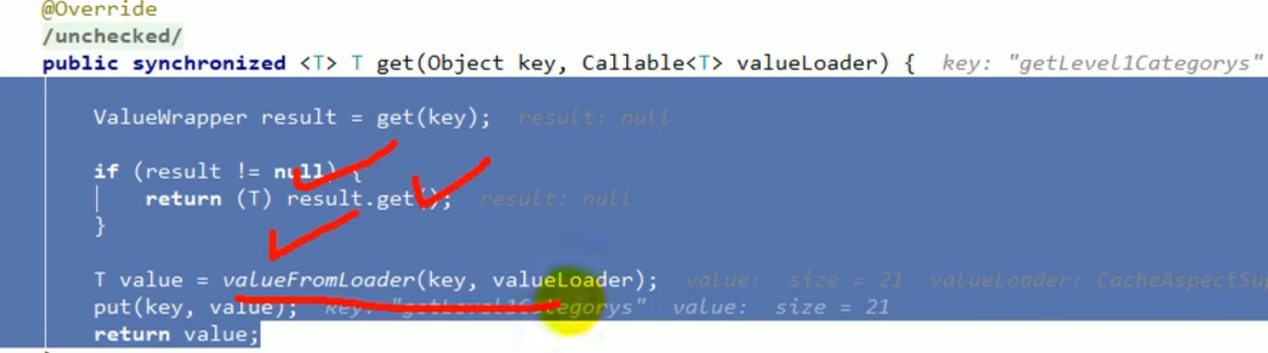 @Override
/unchecked/
public synchronized <T> T get(Object key, Callable<T> valueLoader) {  key: "getLevel1Categorys"
ValueWrapper result = get(key);  result: null
if (result != null) {
return (T) result.get();  result: null
}
T value = valueFromLoader(key, valueLoader);  value:  size = 21  valueLoader: CacheAspectSup
put(key, value);  key: "getLevel1Categorys"  value:  size = 21
return value;